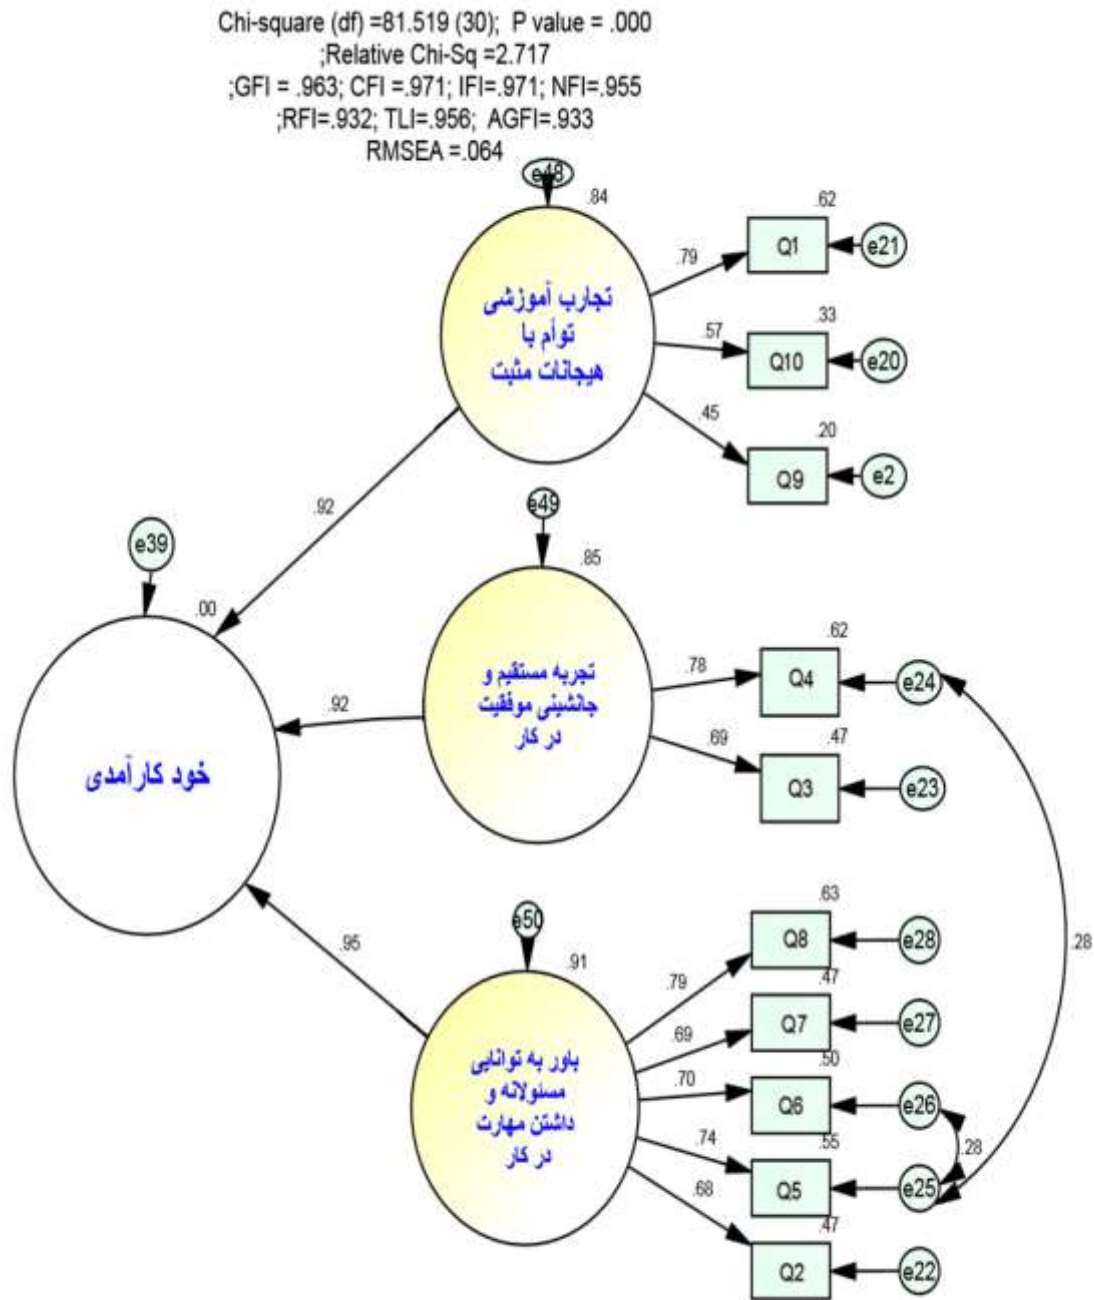 Chi-square (df) =81.519 (30); P value = .000
;Relative Chi-Sq =2.717
;GFI = .963; CFI =.971; IFI=.971; NFI=.955
;RFI=.932; TLI=.956; AGFI=.933
RMSEA =.064
e48
.84
تجارب آموزشی
توأم با
هیجانات مثبت
.79
.62
Q1
e21
.57
.33
Q10
e20
.45
.20
Q9
e2
.92
e39
.00
خود کارآمدی
e49
.85
تجربه مستقیم و
جانشینی موفقیت
در کار
.92
.78
.62
Q4
e24
.69
.47
Q3
e23
.28
e50
.91
باور به توانایی
مسئولانه و
داشتن مهارت
در کار
.95
.79
.63
Q8
e28
.69
.47
Q7
e27
.70
.50
Q6
e26
.28
.74
.55
Q5
e25
.68
.47
Q2
e22